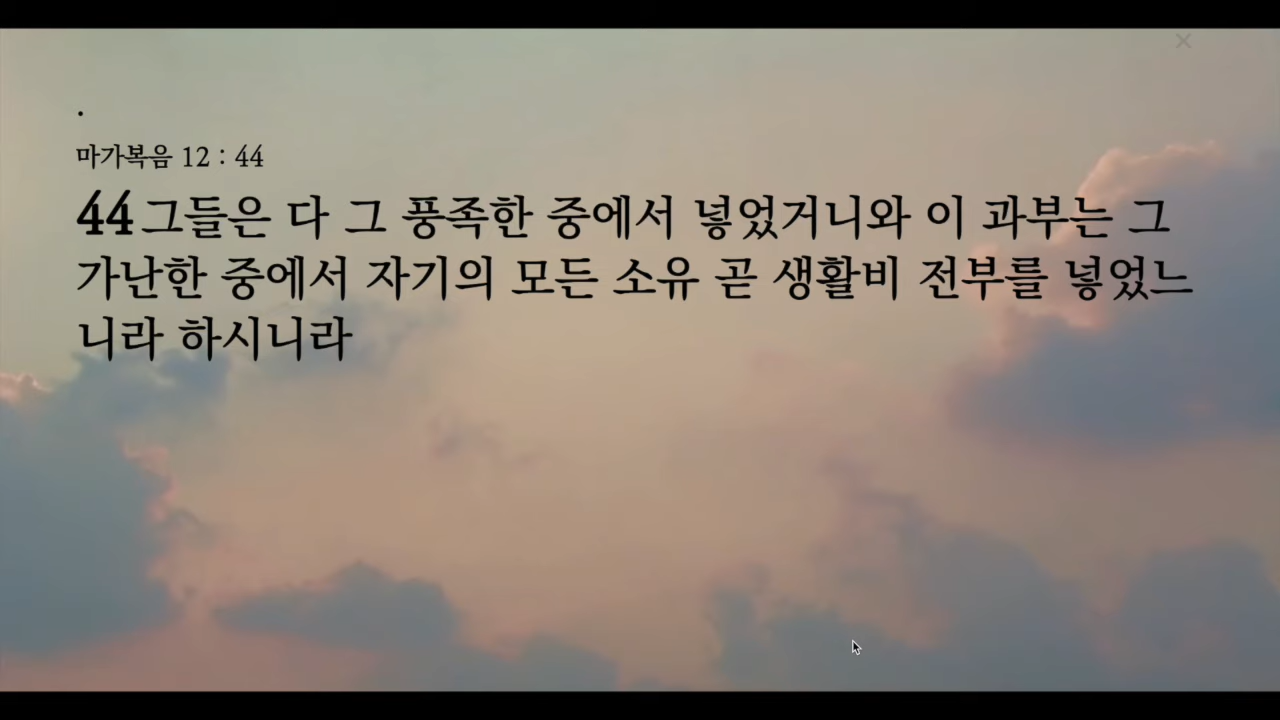 .
마가복음 12 : 44
44그들은 다 그 풍족한 중에서 넣었거니와 이 과부는 그
가난한 중에서 자기의 모든 소유 곧 생활비 전부를 넣었느
니라 하시니라